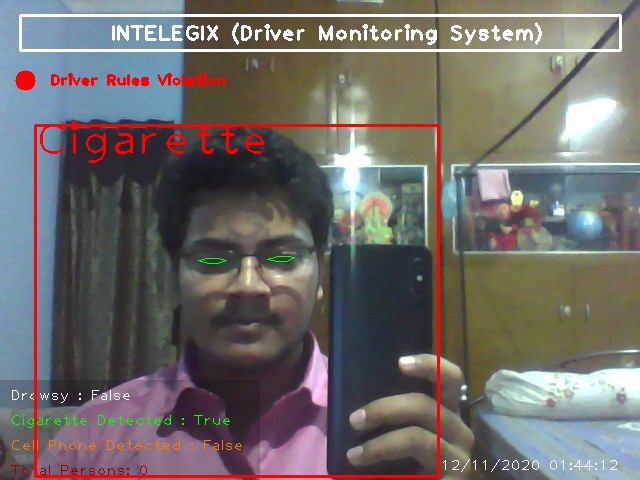 INTELEGIX (Driver Monitoring System)
Driver Rules Violation
Cigarette
Drowsy : False
Cigarette Detected : True
Cell Phone Detected : False
Total Persons: 0
12/11/2020 01:44:12